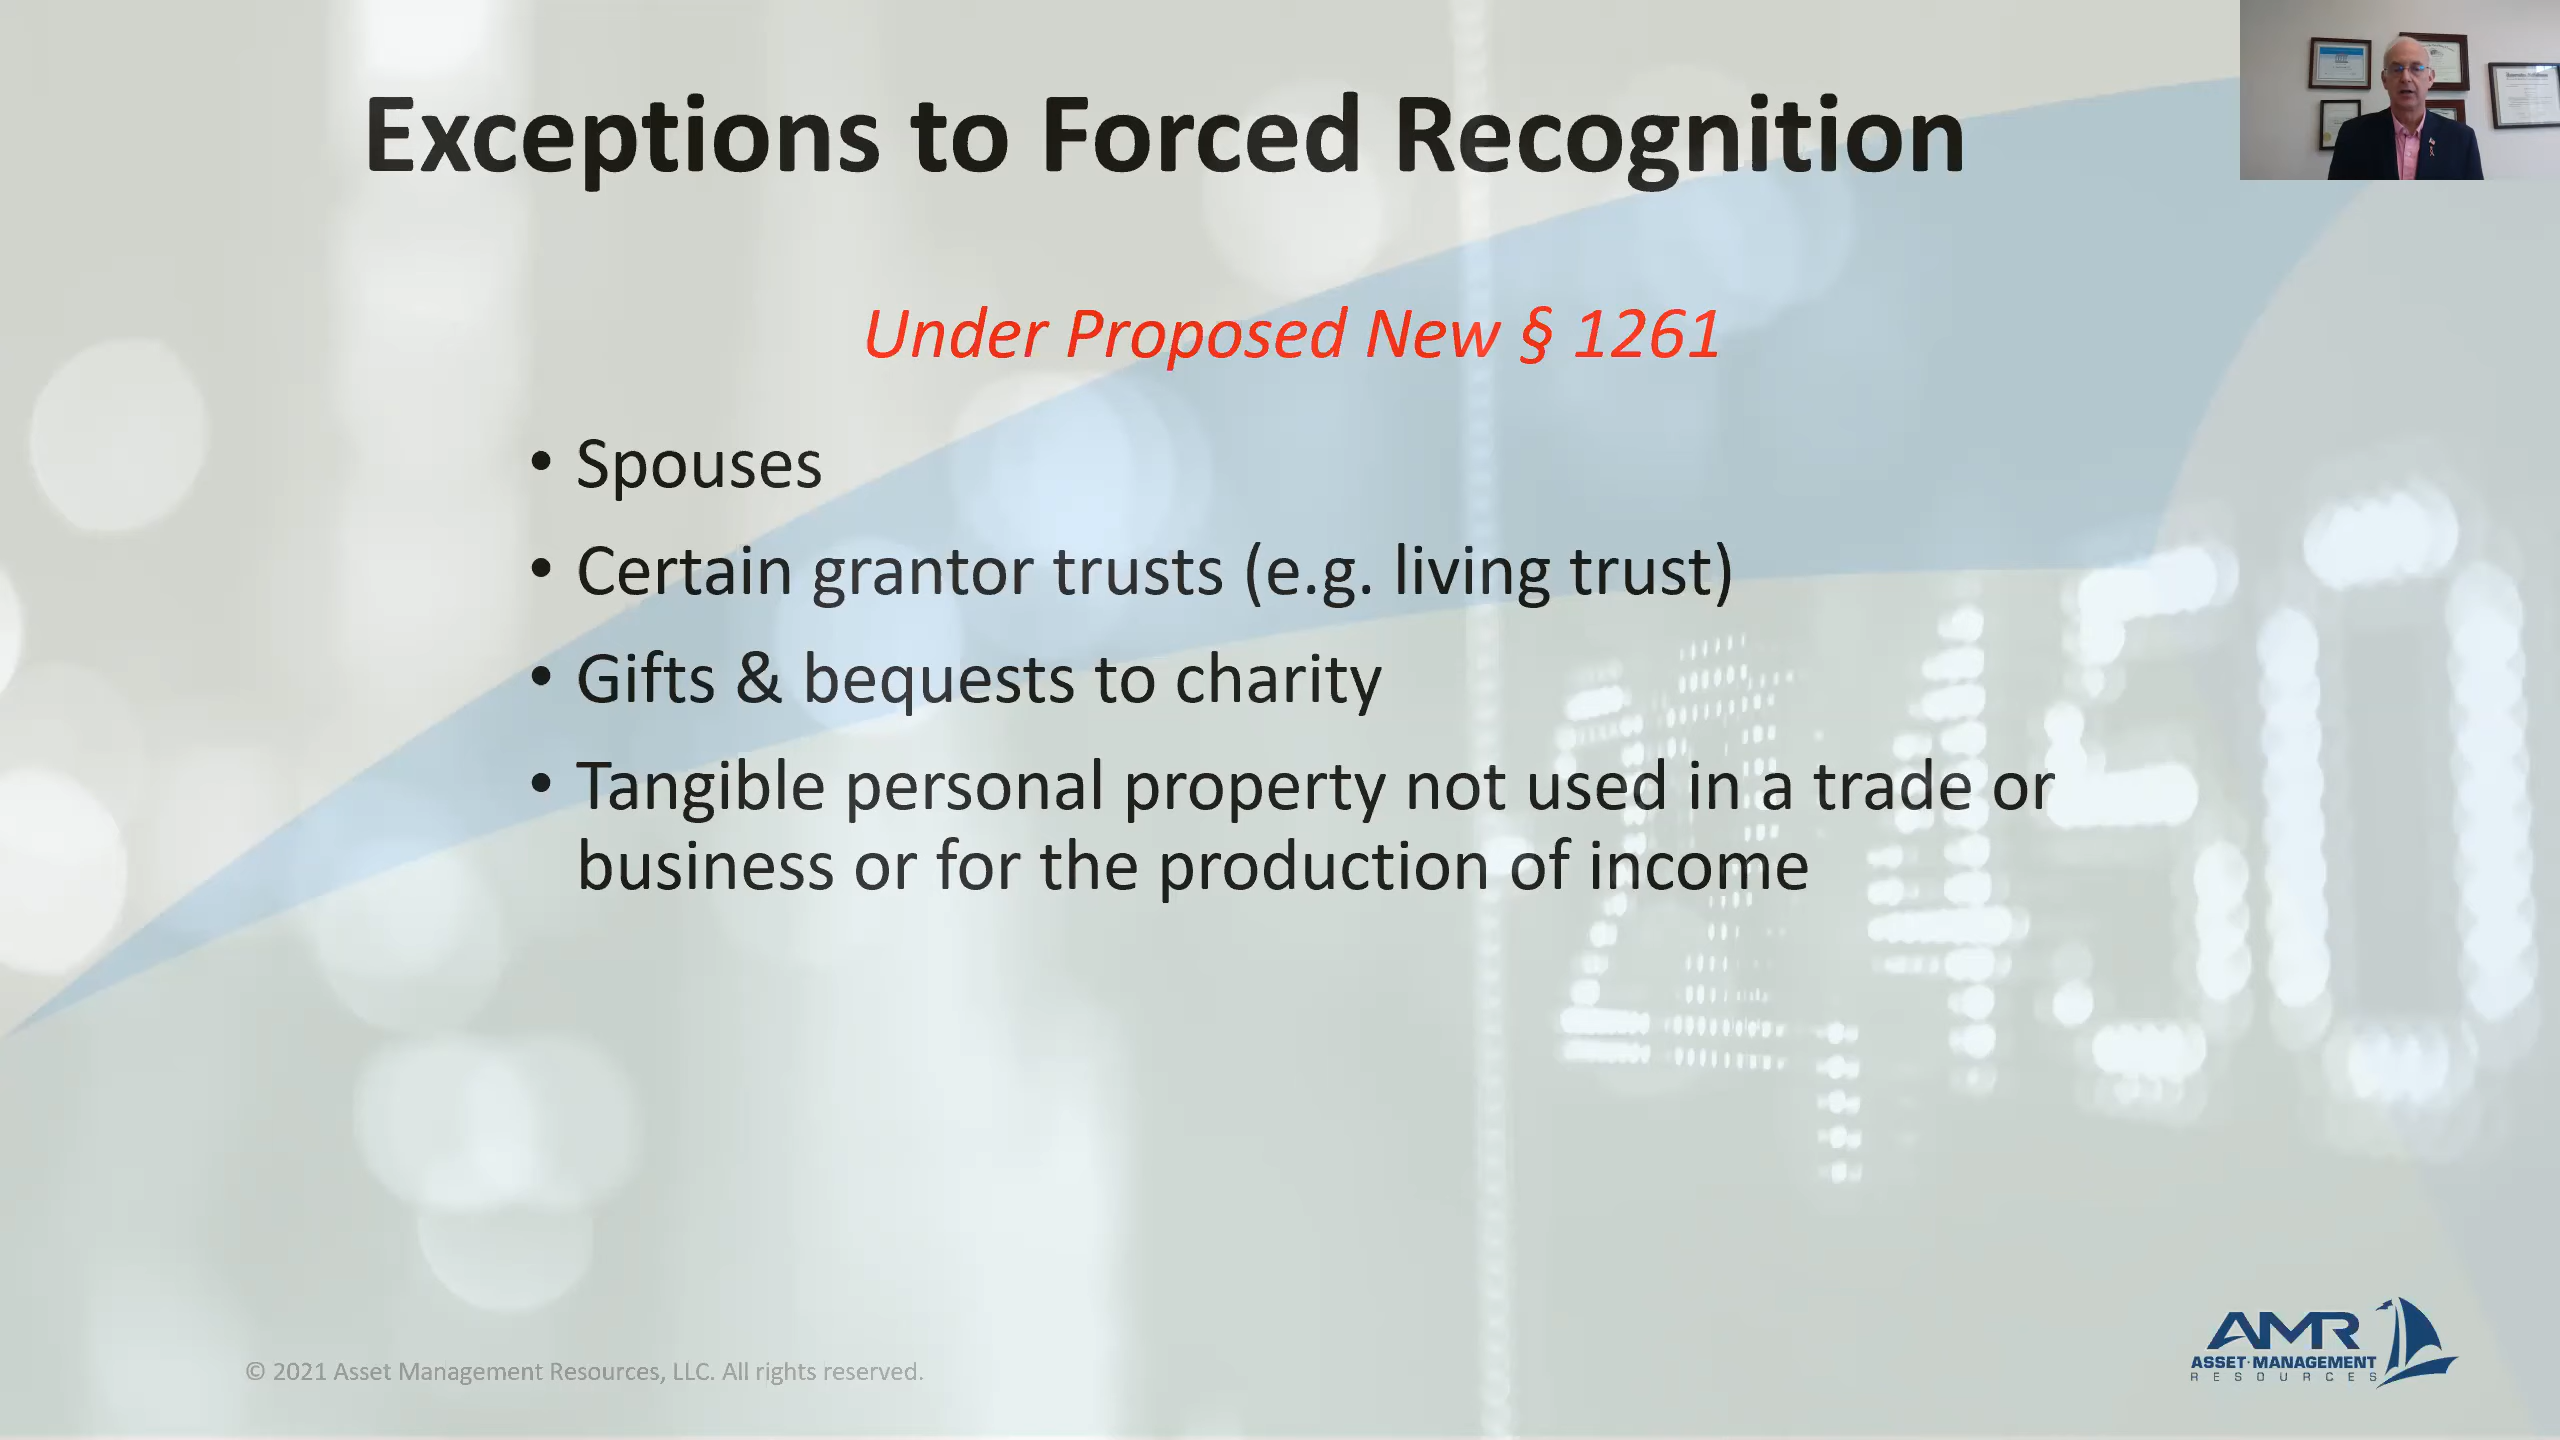 Exceptions to Forced Recognition
Under Proposed New § 1261
• Spouses
• Certain grantor trusts (e.g. living trust)
• Gifts & bequests to charity
• Tangible personal property not used in a trade or
business or for the production of income
© 2021 Asset Management Resources, LLC. All rights reserved.
AMR
ASSET·MANAGEMENT
RESOURCES